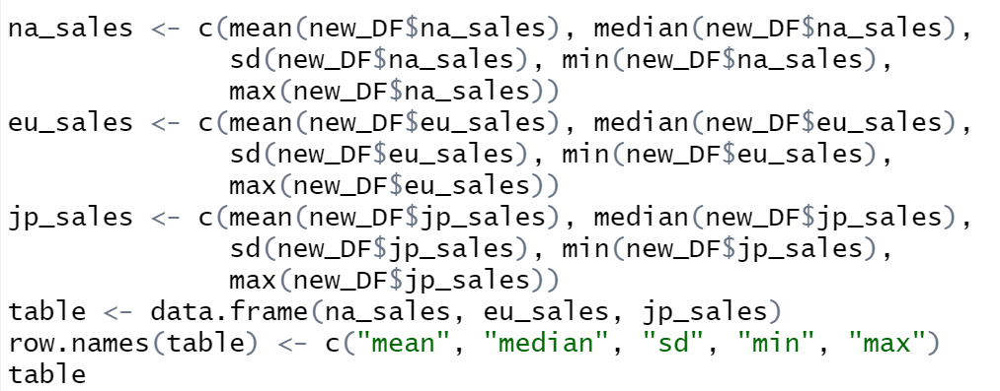 na_sales <- c(mean(new_DF$na_sales), median(new_DF$na_sales),
              sd(new_DF$na_sales), min(new_DF$na_sales),
              max(new_DF$na_sales))
eu_sales <- c(mean(new_DF$eu_sales), median(new_DF$eu_sales),
              sd(new_DF$eu_sales), min(new_DF$eu_sales),
              max(new_DF$eu_sales))
jp_sales <- c(mean(new_DF$jp_sales), median(new_DF$jp_sales),
              sd(new_DF$jp_sales), min(new_DF$jp_sales),
              max(new_DF$jp_sales))
table <- data.frame(na_sales, eu_sales, jp_sales)
row.names(table) <- c("mean", "median", "sd", "min", "max")
table